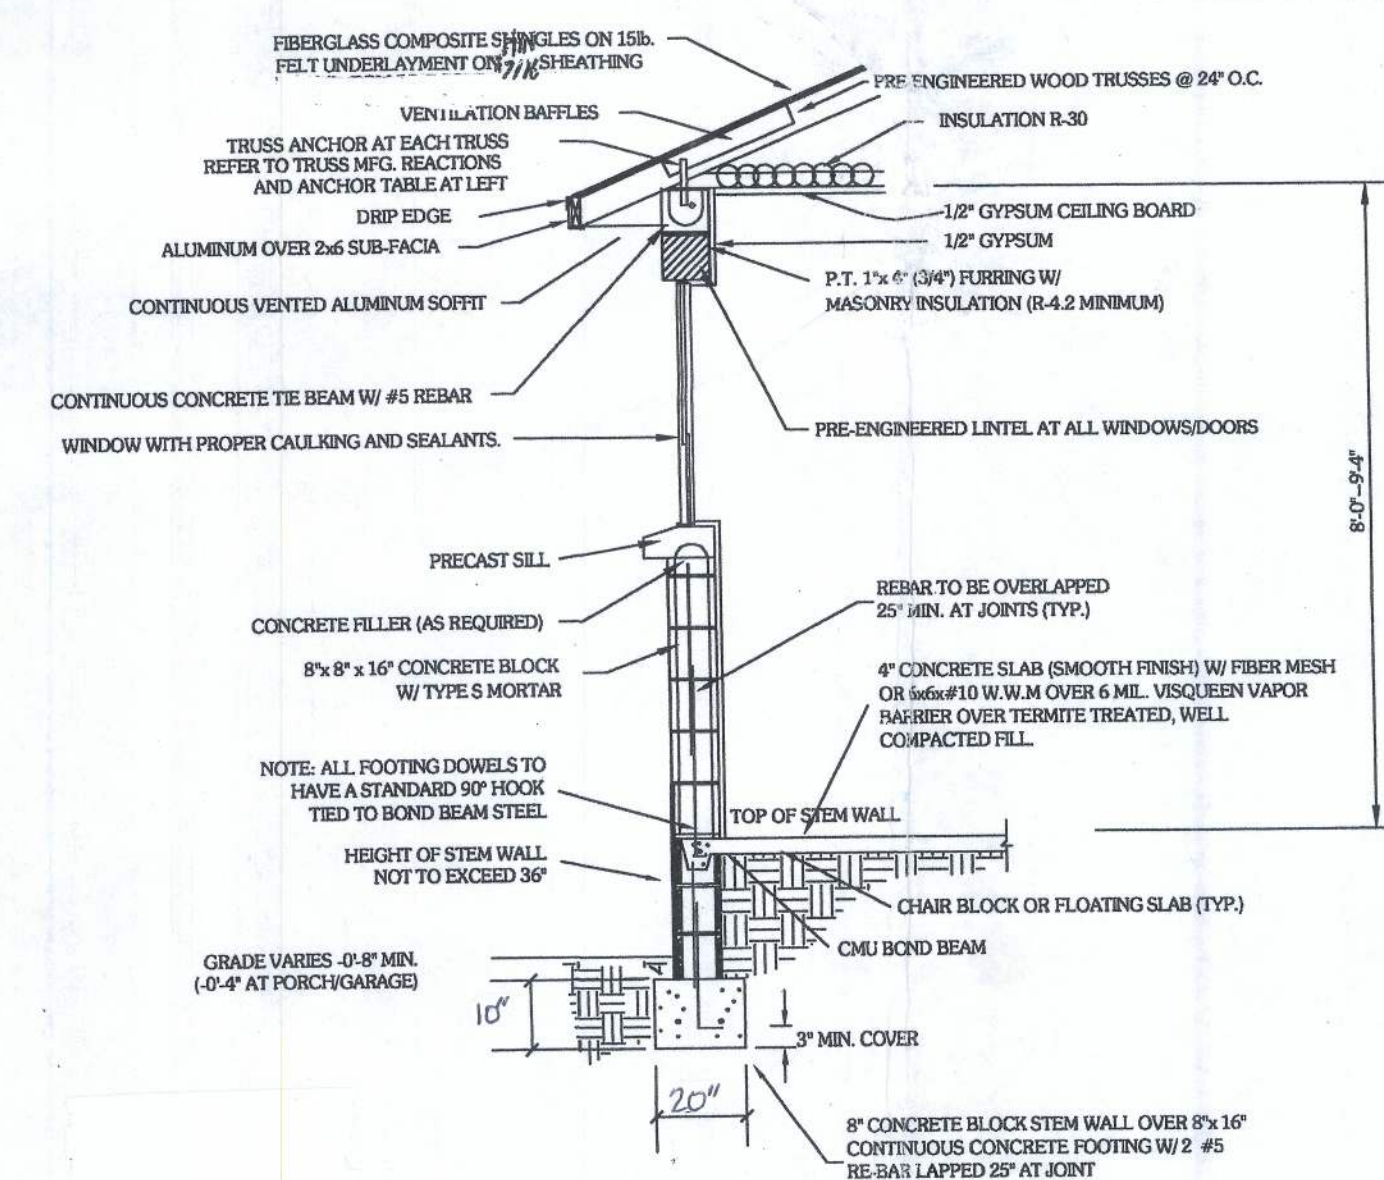 FIBERGLASS COMPOSITE SHINGLES ON 15lb.
FELT UNDERLAYMENT ON 7/16 SHEATHING
PRE ENGINEERED WOOD TRUSSES @ 24" O.C.
VENTILATION BAFFLES
INSULATION R-30
TRUSS ANCHOR AT EACH TRUSS
REFER TO TRUSS MFG. REACTIONS
AND ANCHOR TABLE AT LEFT
DRIP EDGE
1/2" GYPSUM CEILING BOARD
ALUMINUM OVER 2x6 SUB-FACIA
1/2" GYPSUM
P.T. 1"x 4" (3/4") FURRING W/
MASONRY INSULATION (R-4.2 MINIMUM)
CONTINUOUS VENTED ALUMINUM SOFFIT
CONTINUOUS CONCRETE TIE BEAM W/ #5 REBAR
WINDOW WITH PROPER CAULKING AND SEALANTS.
PRE-ENGINEERED LINTEL AT ALL WINDOWS/DOORS
8'-0"--9'-4"
PRECAST SILL
REBAR TO BE OVERLAPPED
25" MIN. AT JOINTS (TYP.)
CONCRETE FILLER (AS REQUIRED)
8"x 8" x 16" CONCRETE BLOCK
W/ TYPE S MORTAR
4" CONCRETE SLAB (SMOOTH FINISH) W/ FIBER MESH
OR 6x6x#10 W.W.M OVER 6 MIL. VISQUEEN VAPOR
BARRIER OVER TERMITE TREATED, WELL
COMPACTED FILL.
NOTE: ALL FOOTING DOWELS TO
HAVE A STANDARD 90° HOOK
TIED TO BOND BEAM STEEL
TOP OF STEM WALL
HEIGHT OF STEM WALL
NOT TO EXCEED 36"
CHAIR BLOCK OR FLOATING SLAB (TYP.)
CMU BOND BEAM
GRADE VARIES -0'-8" MIN.
(-0'-4" AT PORCH/GARAGE)
10"
3" MIN. COVER
20"
8" CONCRETE BLOCK STEM WALL OVER 8"x 16"
CONTINUOUS CONCRETE FOOTING W/ 2 #5
RE-BAR LAPPED 25" AT JOINT